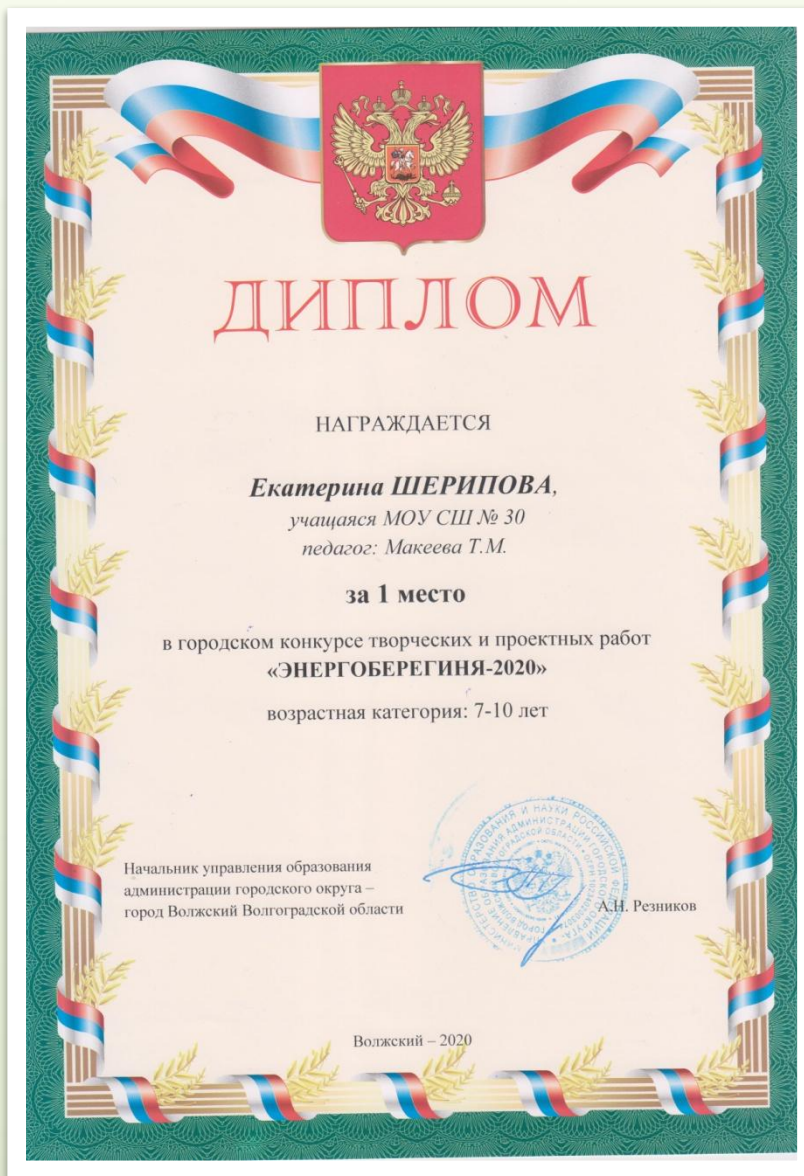 ДИПЛОМ
НАГРАЖДАЕТСЯ
Екатерина ШЕРИПОВА,
учащаяся МОУ СШ № 30
педагог: Макеева Т.М.
за 1 место
в городском конкурсе творческих и проектных работ
«ЭНЕРГОБЕРЕГИНЯ-2020»
возрастная категория: 7-10 лет
Начальник управления образования
администрации городского округа –
город Волжский Волгоградской области
А.Н. Резников
Волжский – 2020